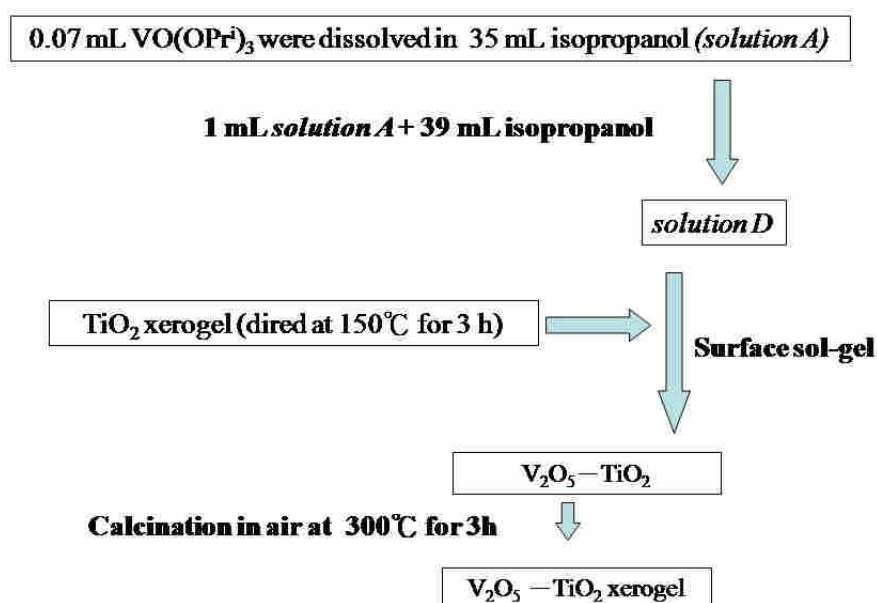 0.07 mL VO(OPrⁱ)₃ were dissolved in 35 mL isopropanol (solution A)
1 mL solution A + 39 mL isopropanol
solution D
TiO₂ xerogel (dired at 150℃ for 3 h)
Surface sol-gel
V₂O₅－TiO₂
Calcination in air at 300℃ for 3h
V₂O₅－TiO₂ xerogel